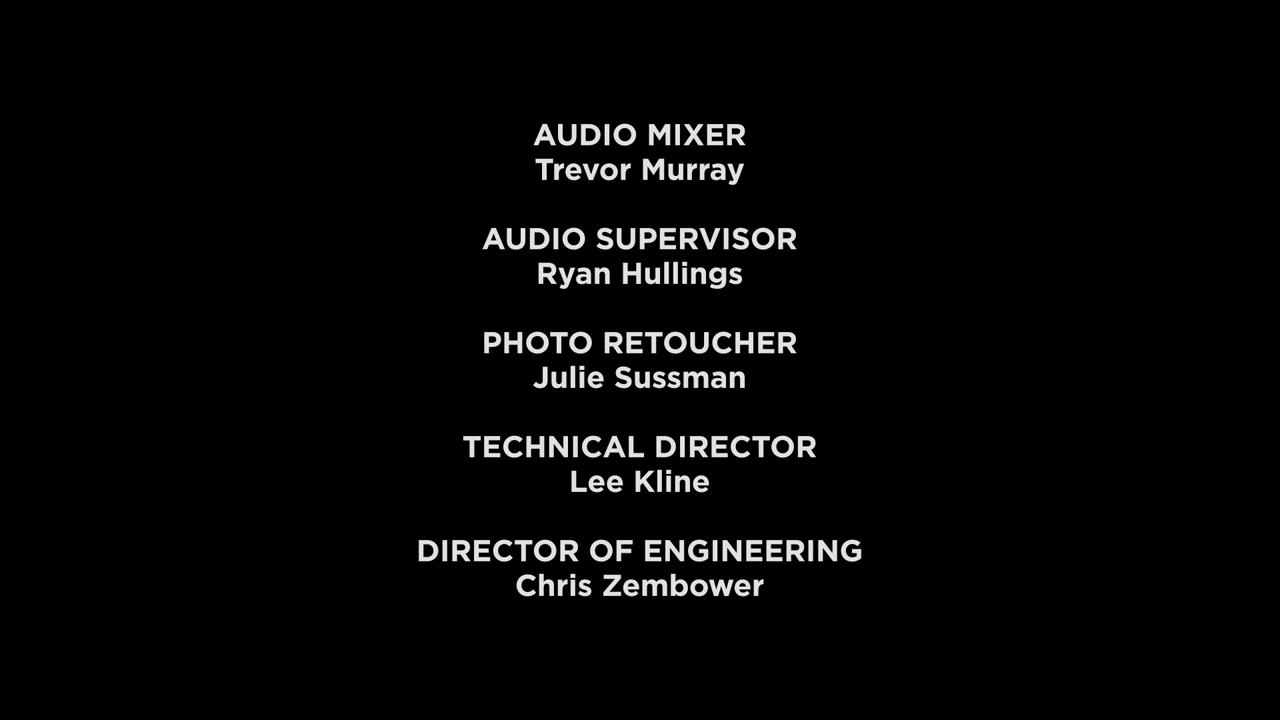 AUDIO MIXER
Trevor Murray
AUDIO SUPERVISOR
Ryan Hullings
PHOTO RETOUCHER
Julie Sussman
TECHNICAL DIRECTOR
Lee Kline
DIRECTOR OF ENGINEERING
Chris Zembower